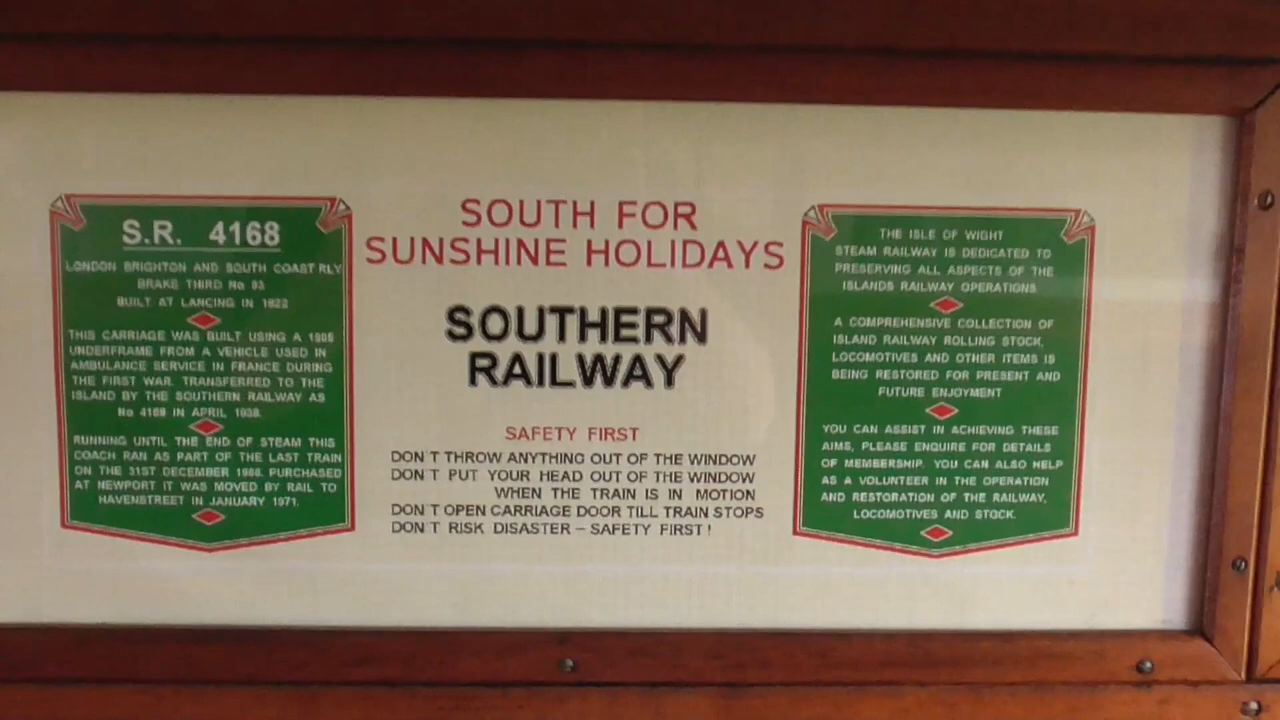 S.R. 4168
LONDON BRIGHTON AND SOUTH COAST RLY
BRAKE THIRD No 93
BUILT AT LANCING IN 1922
THIS CARRIAGE WAS BUILT USING A
UNDERFRAME FROM A VEHICLE USED IN
AMBULANCE SERVICE IN FRANCE DURING
THE FIRST WAR. TRANSFERRED TO THE
ISLAND BY THE SOUTHERN RAILWAY AS
No 4168 IN APRIL 1938.
RUNNING UNTIL THE END OF STEAM THIS
COACH RAN AS PART OF THE LAST TRAIN
ON THE 31ST DECEMBER 1966. PURCHASED
AT NEWPORT IT WAS MOVED BY RAIL TO
HAVENSTREET IN JANUARY 1971.
SOUTH FOR
SUNSHINE HOLIDAYS
SOUTHERN
RAILWAY
SAFETY FIRST
DON'T THROW ANYTHING OUT OF THE WINDOW
DON'T PUT YOUR HEAD OUT OF THE WINDOW
WHEN THE TRAIN IS IN MOTION
DON'T OPEN CARRIAGE DOOR TILL TRAIN STOPS
DON'T RISK DISASTER – SAFETY FIRST!
THE ISLE OF WIGHT
STEAM RAILWAY IS DEDICATED TO
PRESERVING ALL ASPECTS OF THE
ISLANDS RAILWAY OPERATIONS
A COMPREHENSIVE COLLECTION OF
ISLAND RAILWAY ROLLING STOCK,
LOCOMOTIVES AND OTHER ITEMS IS
BEING RESTORED FOR PRESENT AND
FUTURE ENJOYMENT
YOU CAN ASSIST IN ACHIEVING THESE
AIMS, PLEASE ENQUIRE FOR DETAILS
OF MEMBERSHIP. YOU CAN ALSO HELP
AS A VOLUNTEER IN THE OPERATION
AND RESTORATION OF THE RAILWAY,
LOCOMOTIVES AND STOCK.